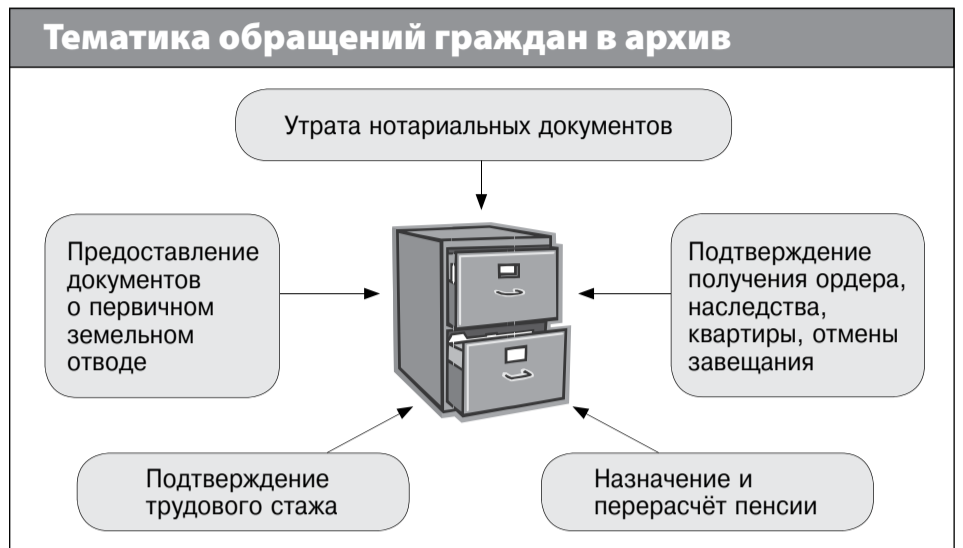 Тематика обращений граждан в архив
Утрата нотариальных документов
Предоставление
документов
о первичном
земельном
отводе
Подтверждение
получения ордера,
наследства,
квартиры, отмены
завещания
Подтверждение
трудового стажа
Назначение и
перерасчёт пенсии